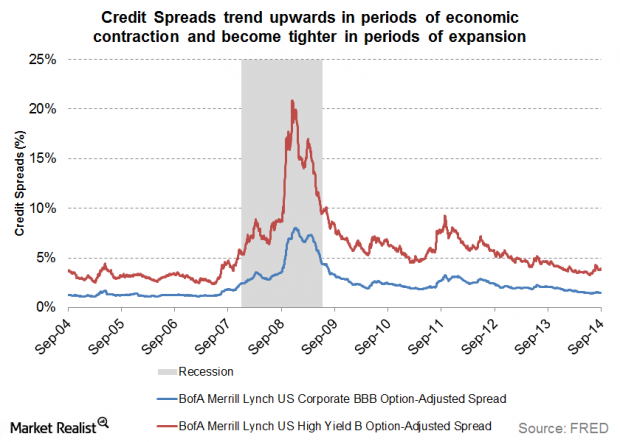 Credit Spreads trend upwards in periods of economic
contraction and become tighter in periods of expansion
25%
20%
15%
10%
5%
0%
Credit Spreads (%)
Sep-04
Sep-05
Sep-06
Sep-07
Sep-08
Sep-09
Sep-10
Sep-11
Sep-12
Sep-13
Sep-14
Recession
BofA Merrill Lynch US Corporate BBB Option-Adjusted Spread
BofA Merrill Lynch US High Yield B Option-Adjusted Spread
Market Realist
Source: FRED